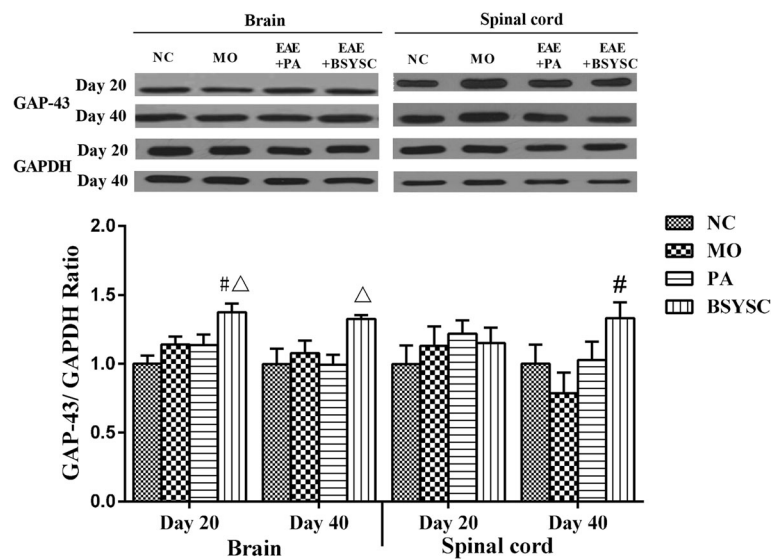 Brain
Spinal cord
NC MO EAE +PA EAE +BSYSC
NC MO EAE +PA EAE +BSYSC
GAP-43
Day 20
Day 40
GAPDH
Day 20
Day 40
GAP-43/ GAPDH Ratio
2.0
1.5
1.0
0.5
0.0
#△
△
#
NC
MO
PA
BSYSC
Day 20 Day 40 Day 20 Day 40
Brain Spinal cord